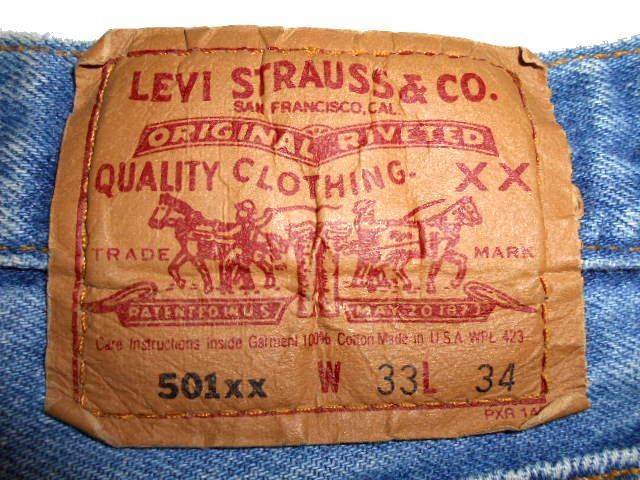 LEVI STRAUSS & CO.
SAN FRANCISCO, CAL.
ORIGINAL RIVETED
QUALITY CLOTHING. XX
TRADE MARK
PATENTED IN U.S. MAY 20 1873
Care Instructions Inside Garment 100% Cotton Made in U.S.A. WPL 423
501xx W 33 L 34